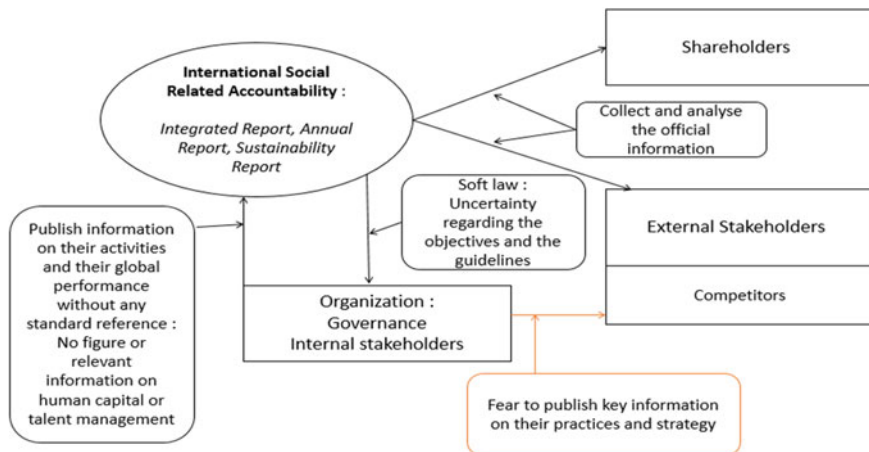 International Social
Related Accountability :
Integrated Report, Annual
Report, Sustainability
Report
Shareholders
Collect and analyse
the official
information
Soft law :
Uncertainty
regarding the
objectives and the
guidelines
External Stakeholders
Competitors
Publish information
on their activities
and their global
performance
without any
standard reference :
No figure or
relevant
information on
human capital or
talent management
Organization :
Governance
Internal stakeholders
Fear to publish key information
on their practices and strategy